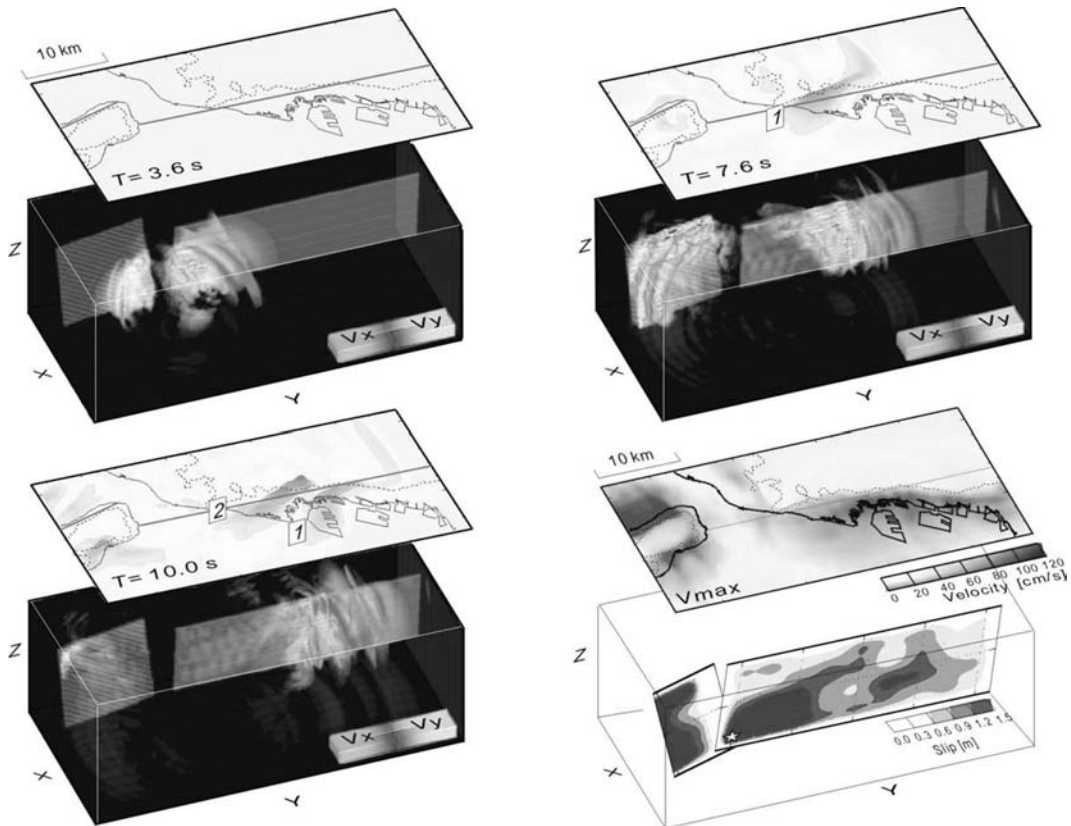 10 km
T= 3.6 s
Z
X
Y
Vx Vy
1
T= 7.6 s
Z
X
Y
Vx Vy
2
1
T= 10.0 s
Z
X
Y
Vx Vy
10 km
Vmax
0 20 40 60 80 100 120
Velocity [cm/s]
Z
X
Y
0.0 0.3 0.6 0.9 1.2 1.5
Slip [m]